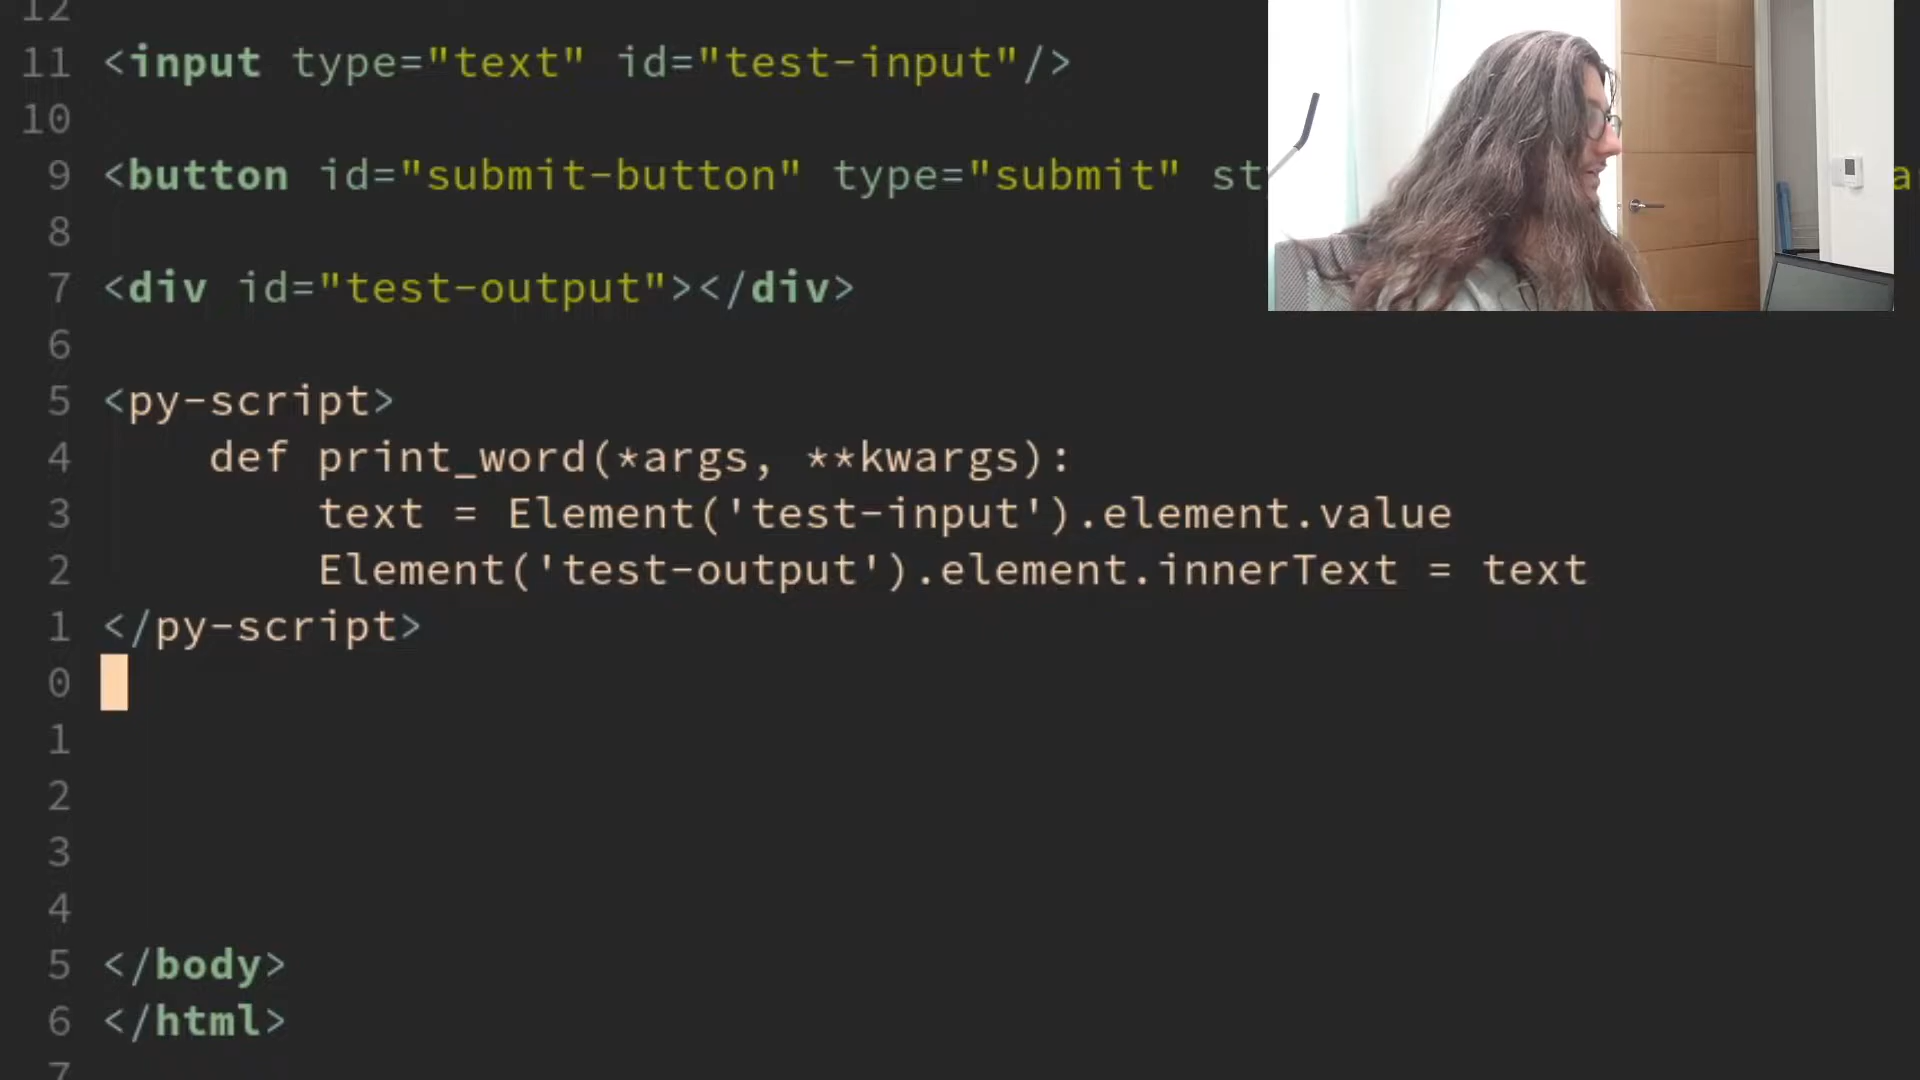 12
11 <input type="text" id="test-input"/>
10
9 <button id="submit-button" type="submit" st a
8
7 <div id="test-output"></div>
6
5 <py-script>
4 def print_word(*args, **kwargs):
3 text = Element('test-input').element.value
2 Element('test-output').element.innerText = text
1 </py-script>
0
1
2
3
4
5 </body>
6 </html>
7